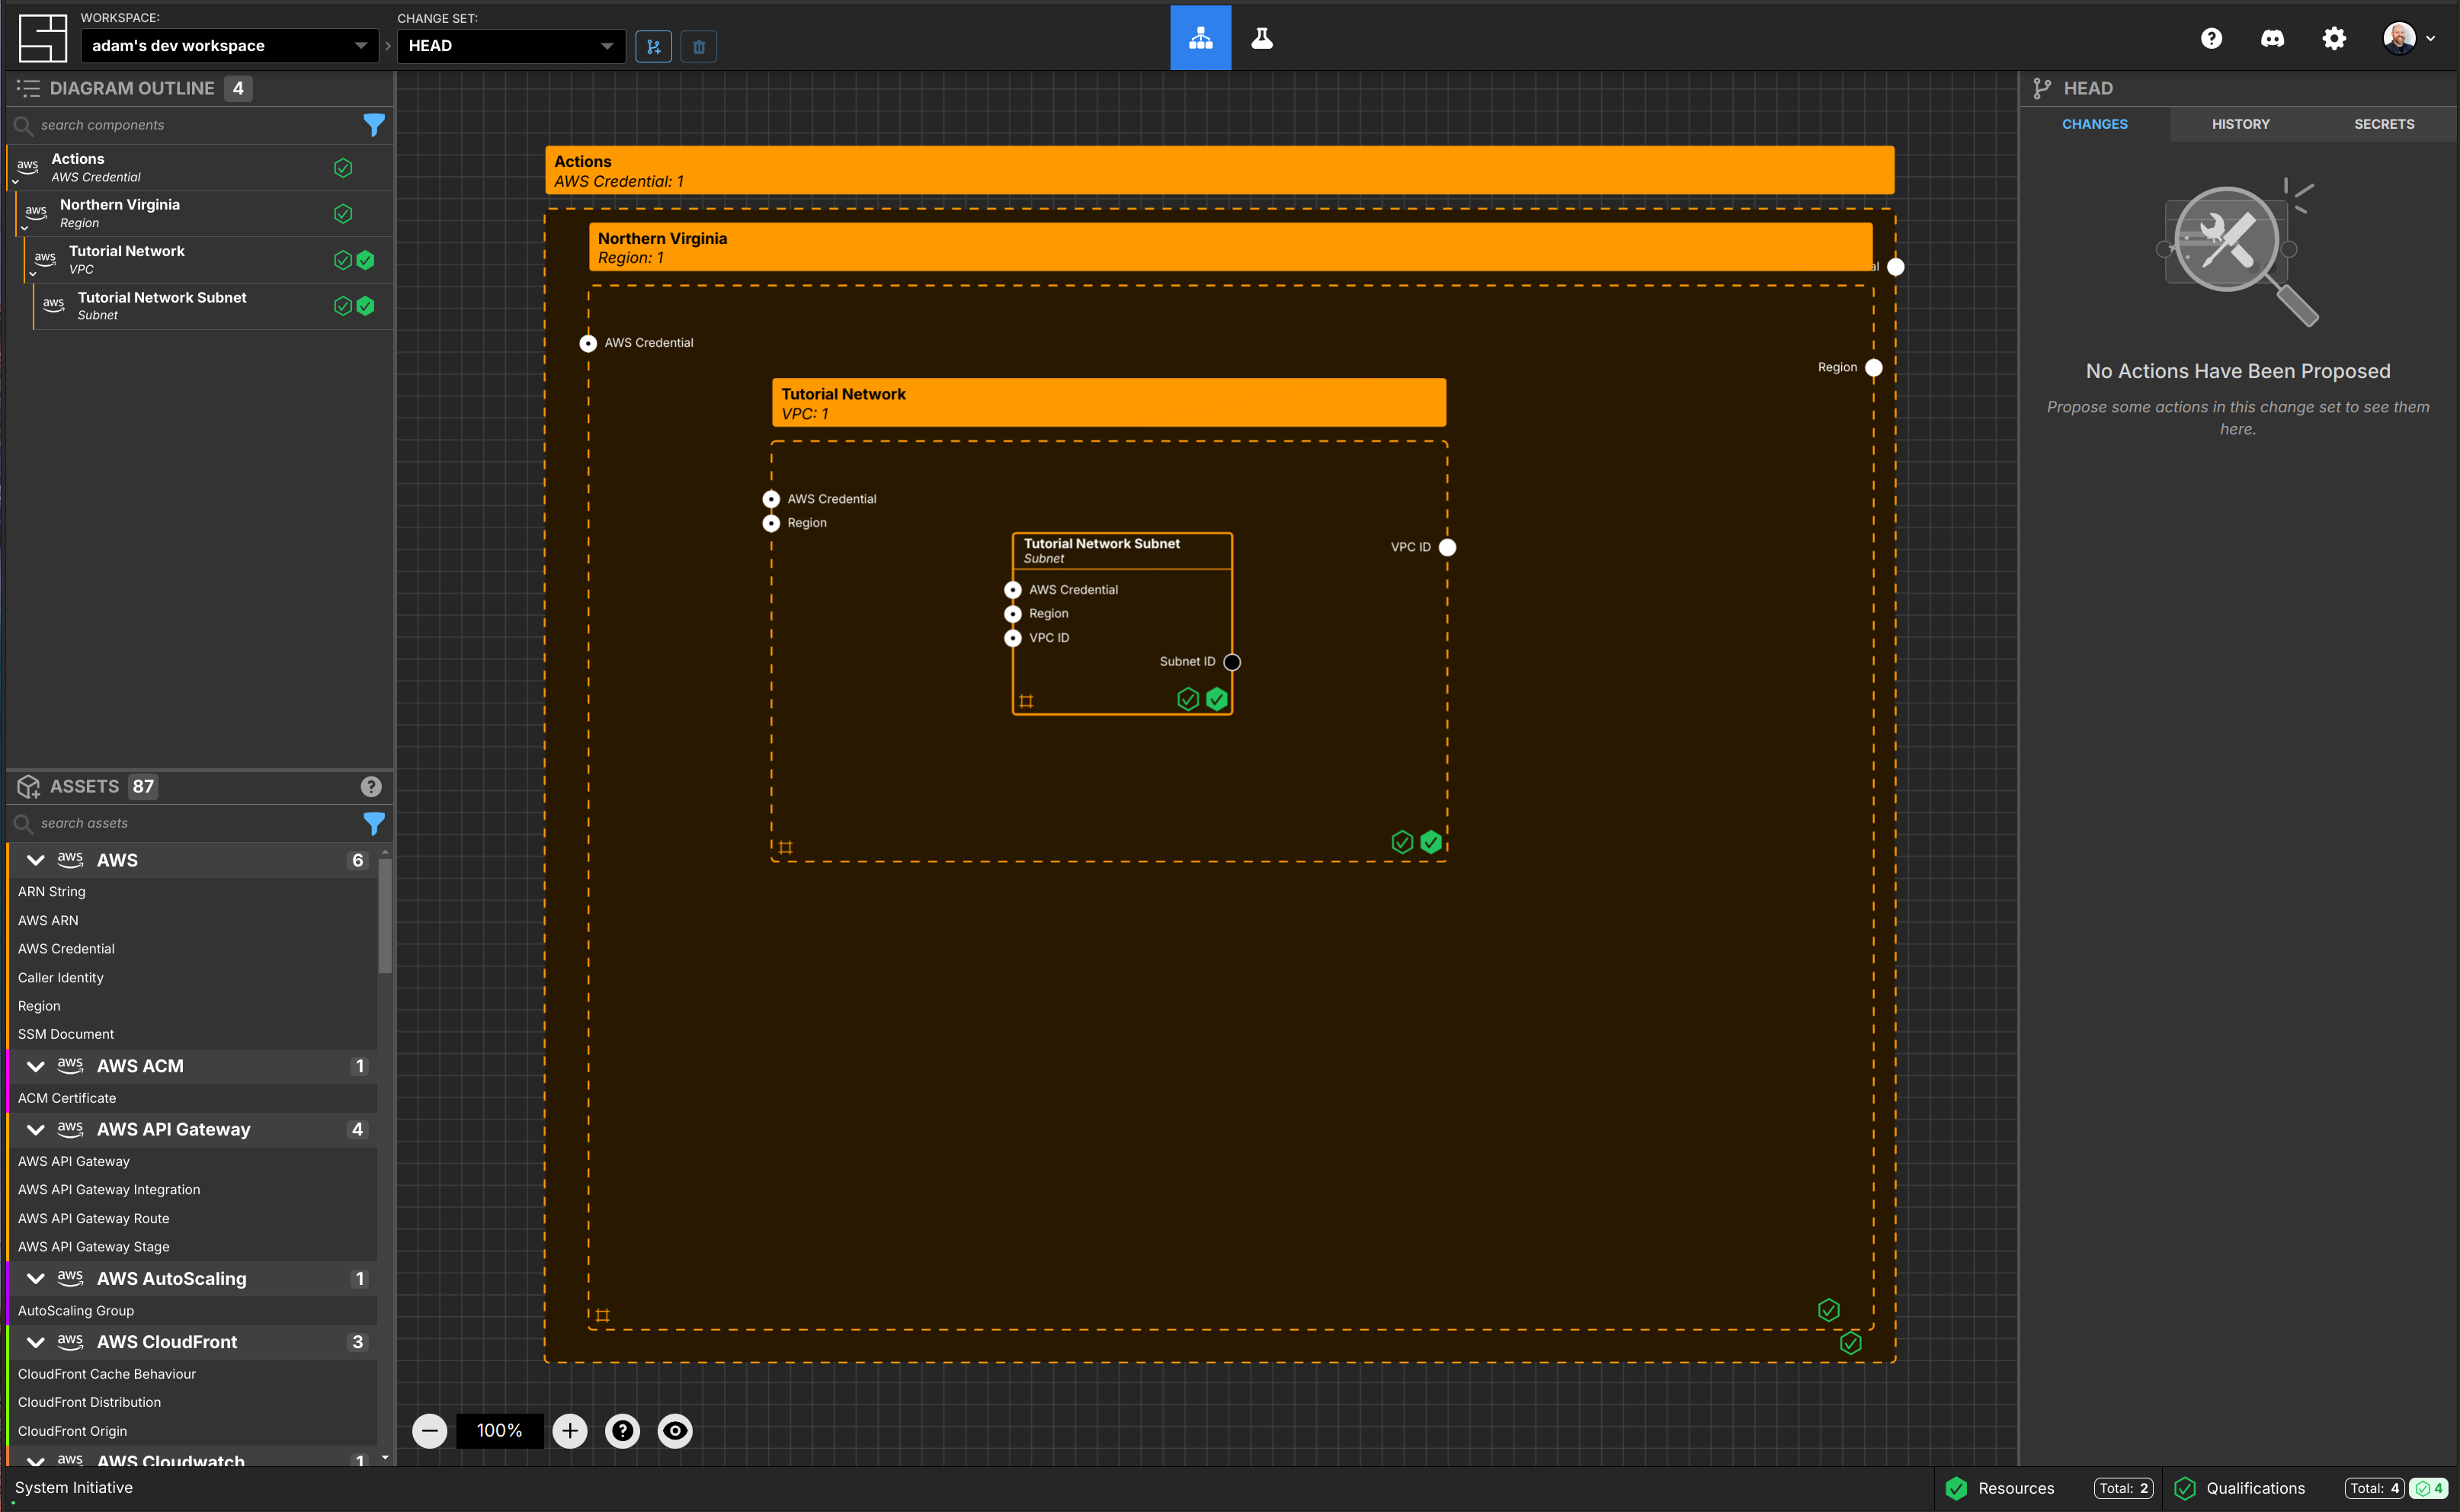 WORKSPACE:
adam's dev workspace
CHANGE SET:
HEAD
DIAGRAM OUTLINE 4
search components
aws Actions
AWS Credential
aws Northern Virginia
Region
aws Tutorial Network
VPC
aws Tutorial Network Subnet
Subnet
ASSETS 87
search assets
aws AWS 6
ARN String
AWS ARN
AWS Credential
Caller Identity
Region
SSM Document
aws AWS ACM 1
ACM Certificate
aws AWS API Gateway 4
AWS API Gateway
AWS API Gateway Integration
AWS API Gateway Route
AWS API Gateway Stage
aws AWS AutoScaling 1
AutoScaling Group
aws AWS CloudFront 3
CloudFront Cache Behaviour
CloudFront Distribution
CloudFront Origin
aws AWS Cloudwatch 1
Actions
AWS Credential: 1
Northern Virginia
Region: 1
al
AWS Credential
Region
Tutorial Network
VPC: 1
AWS Credential
Region
VPC ID
Tutorial Network Subnet
Subnet
AWS Credential
Region
VPC ID
Subnet ID
100%
HEAD
CHANGES HISTORY SECRETS
No Actions Have Been Proposed
Propose some actions in this change set to see them
here.
System Initiative
Resources Total: 2
Qualifications Total: 4 4